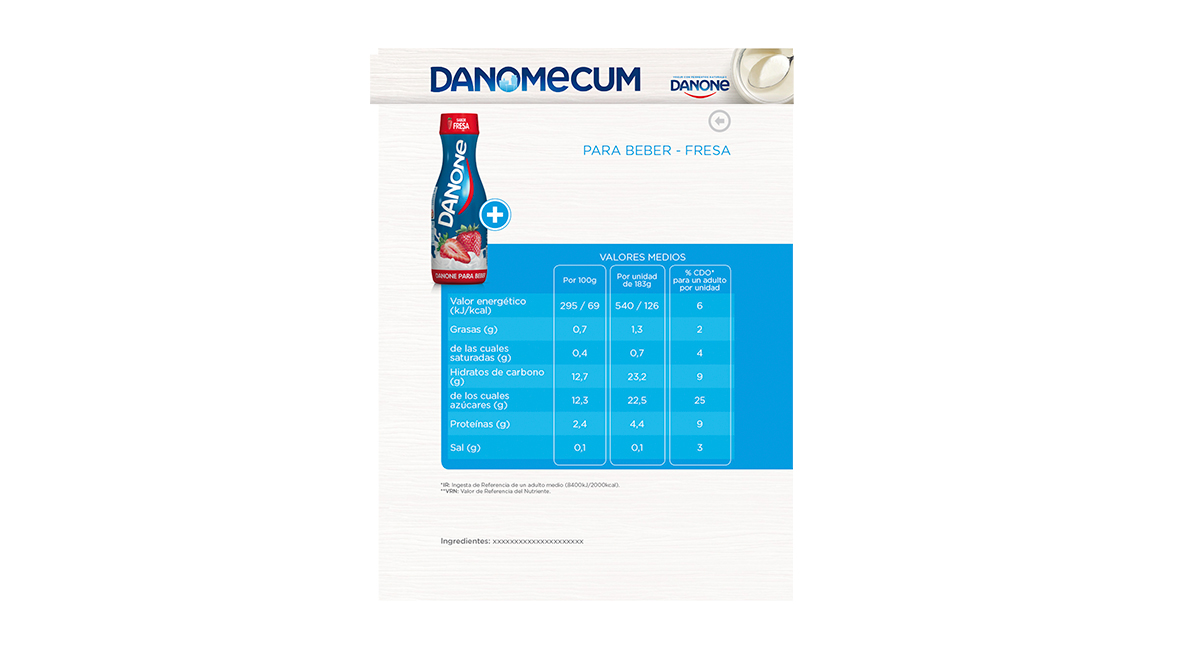 DANOMECUM
DANONE
SABOR
FRESA
DANONE
DANONE PARA BEBER
PARA BEBER - FRESA
VALORES MEDIOS
Por 100g
Por unidad
de 183g
% CDO*
para un adulto
por unidad
Valor energético
(kJ/kcal)
295 / 69
540 / 126
6
Grasas (g)
0,7
1,3
2
de las cuales
saturadas (g)
0,4
0,7
4
Hidratos de carbono
(g)
12,7
23,2
9
de los cuales
azúcares (g)
12,3
22,5
25
Proteínas (g)
2,4
4,4
9
Sal (g)
0,1
0,1
3
*IR: Ingesta de Referencia de un adulto medio (8400kJ/2000kcal).
**VRN: Valor de Referencia del Nutriente.
Ingredientes: xxxxxxxxxxxxxxxxxxxxx